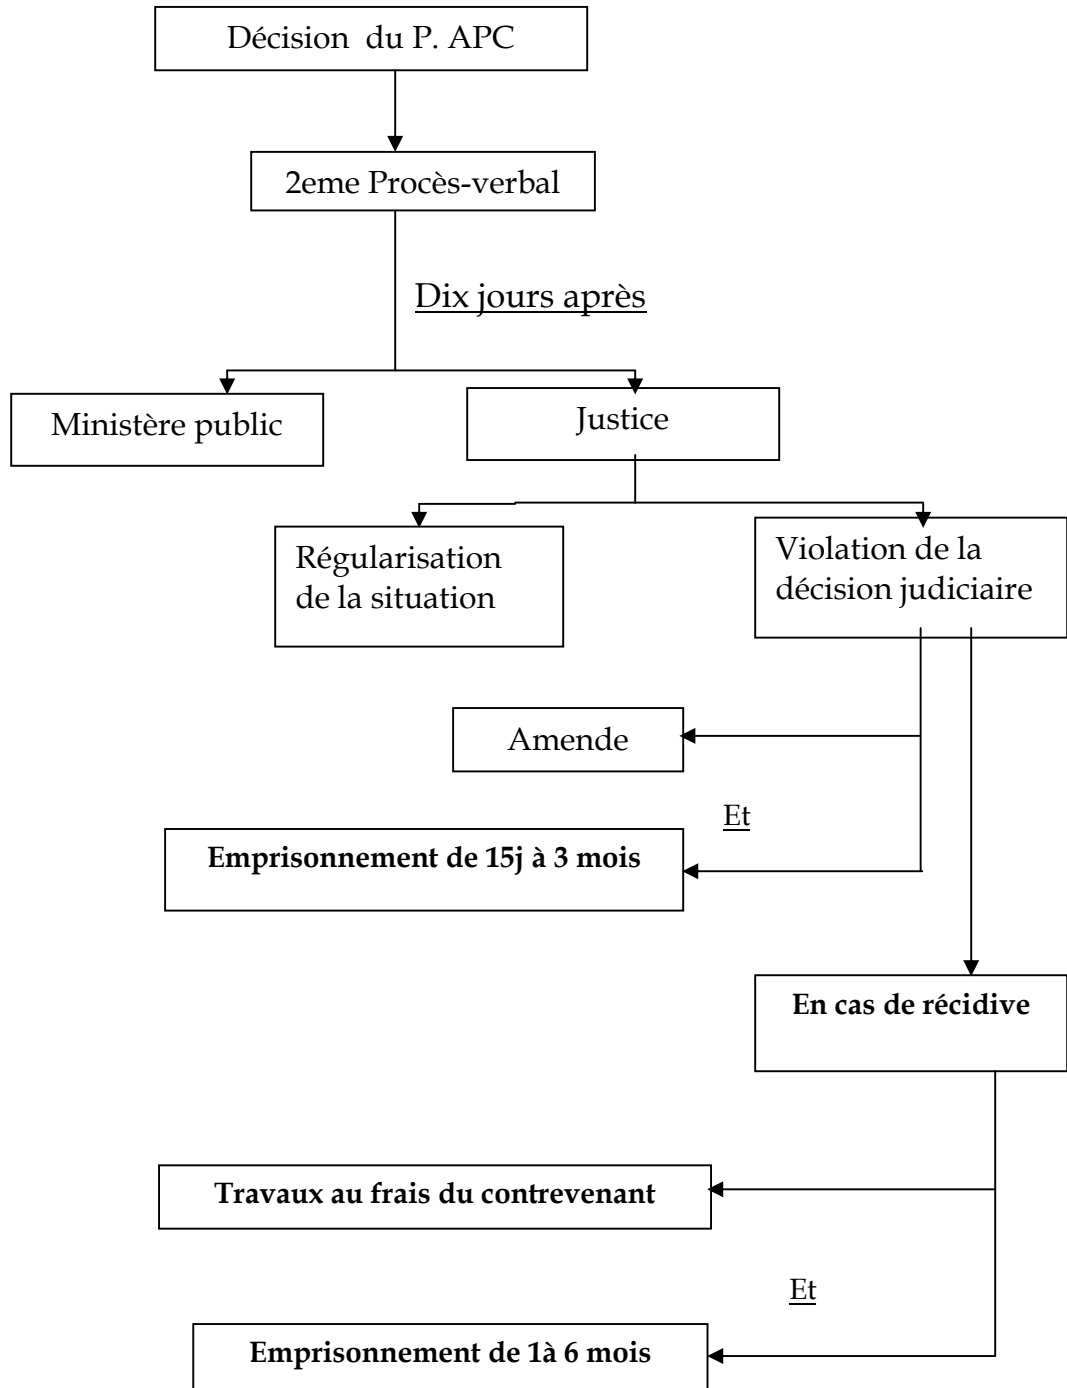 Décision  du P. APC
2eme Procès-verbal
Dix jours après
Ministère public
Justice
Régularisation
de la situation
Violation de la
décision judiciaire
Amende
Et
Emprisonnement de 15j à 3 mois
En cas de récidive
Travaux au frais du contrevenant
Et
Emprisonnement de 1à 6 mois